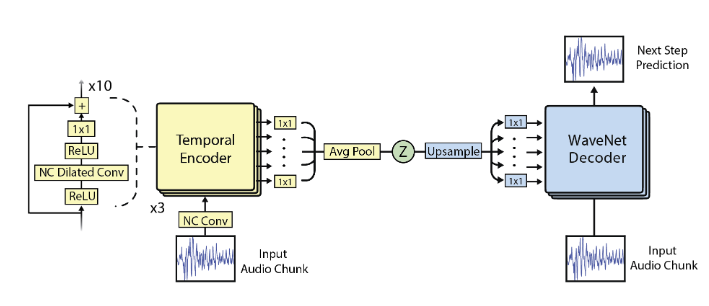 x10
+
1x1
ReLU
NC Dilated Conv
ReLU
Temporal
Encoder
x3
NC Conv
Input
Audio Chunk
1x1
1x1
Avg Pool
Z
Upsample
1x1
1x1
WaveNet
Decoder
Next Step
Prediction
Input
Audio Chunk